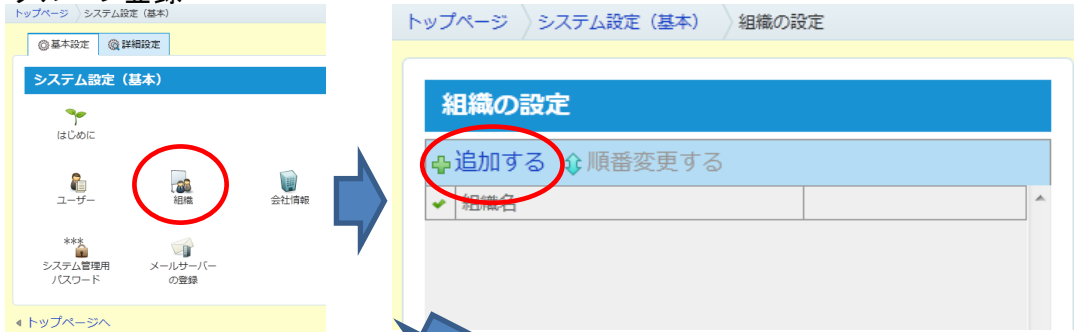 トップページ 〉システム設定（基本）
基本設定 詳細設定
システム設定（基本）
はじめに
ユーザー 組織 会社情報
***
システム管理用 メールサーバー
パスワード の登録
トップページへ
トップページ 〉システム設定（基本） 〉組織の設定
組織の設定
追加する 順番変更する
組織名